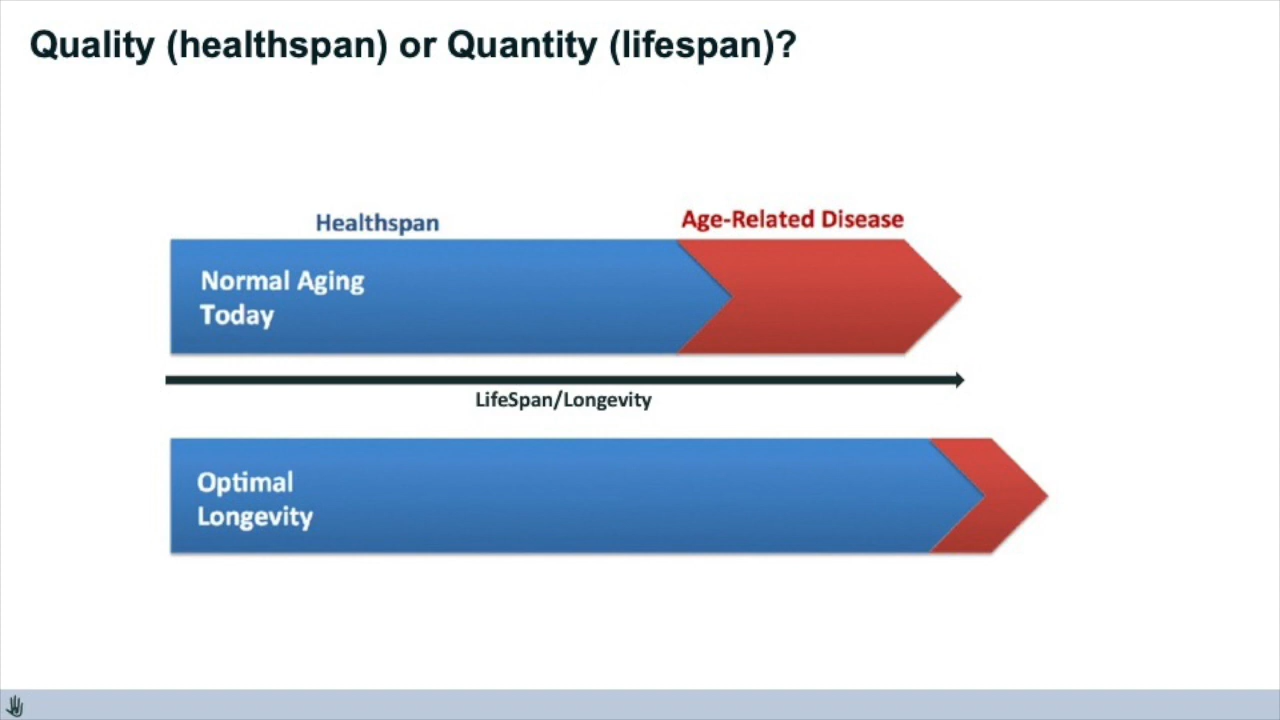 Quality (healthspan) or Quantity (lifespan)?
Healthspan
Age-Related Disease
Normal Aging
Today
LifeSpan/Longevity
Optimal
Longevity